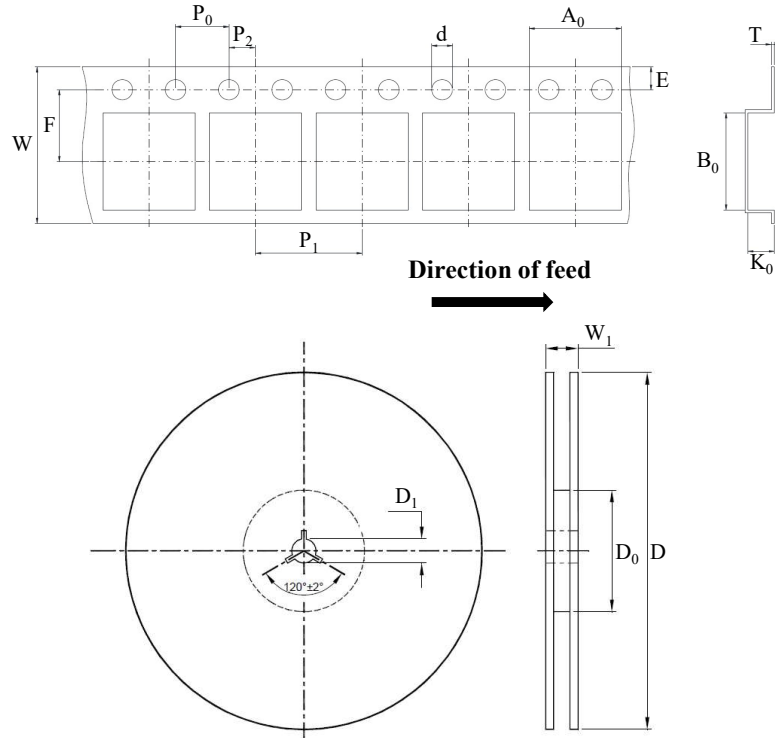 P0
P2
d
A0
T
E
F
W
B0
P1
K0
Direction of feed
W1
D1
D0
D
120°±2°